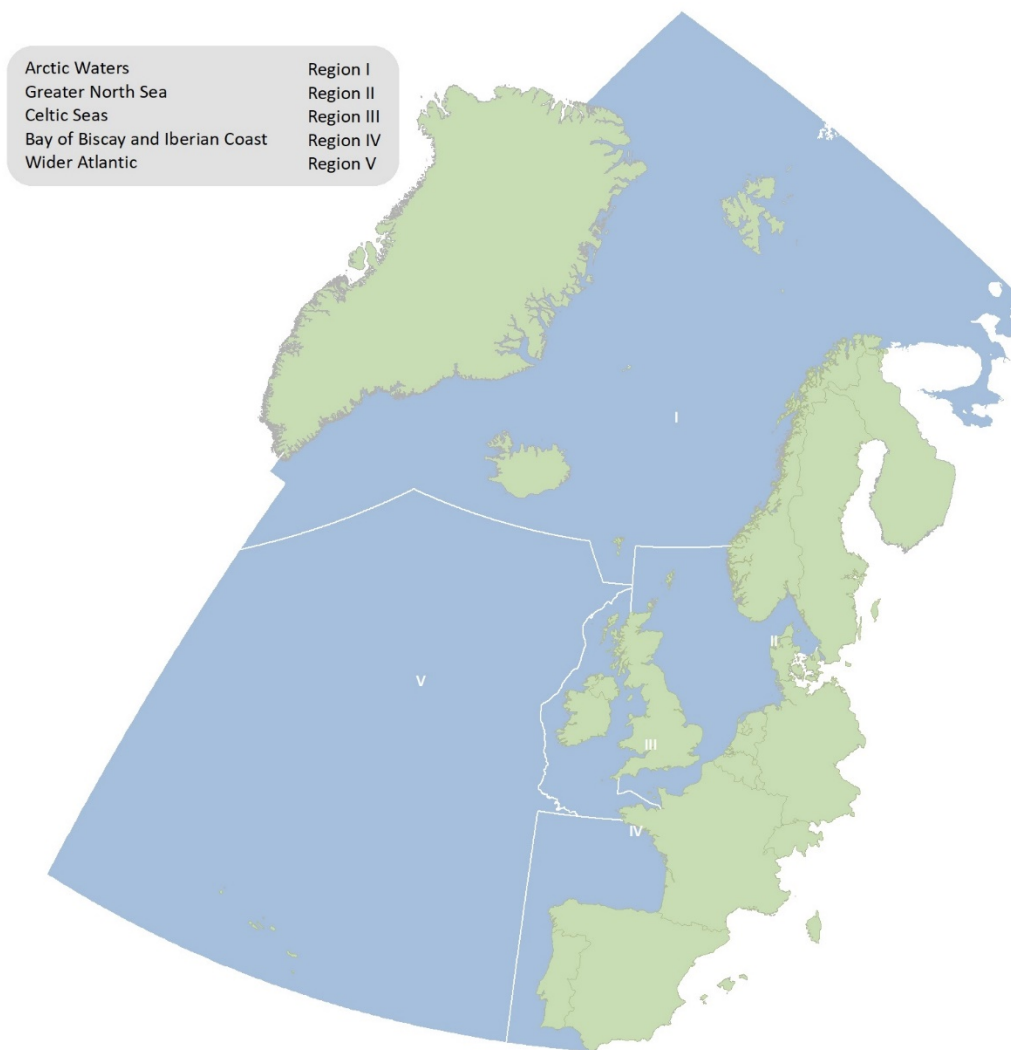 Arctic Waters Region I
Greater North Sea Region II
Celtic Seas Region III
Bay of Biscay and Iberian Coast Region IV
Wider Atlantic Region V
I
II
V
III
IV